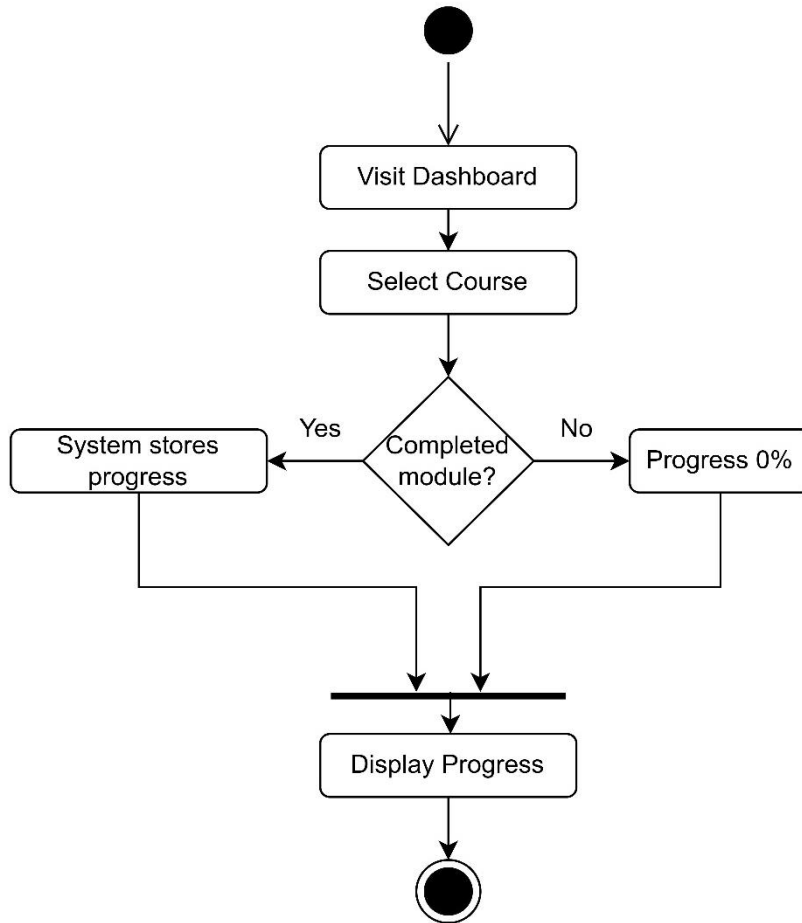 Visit Dashboard
Select Course
Yes
Completed
module?
No
System stores
progress
Progress 0%
Display Progress